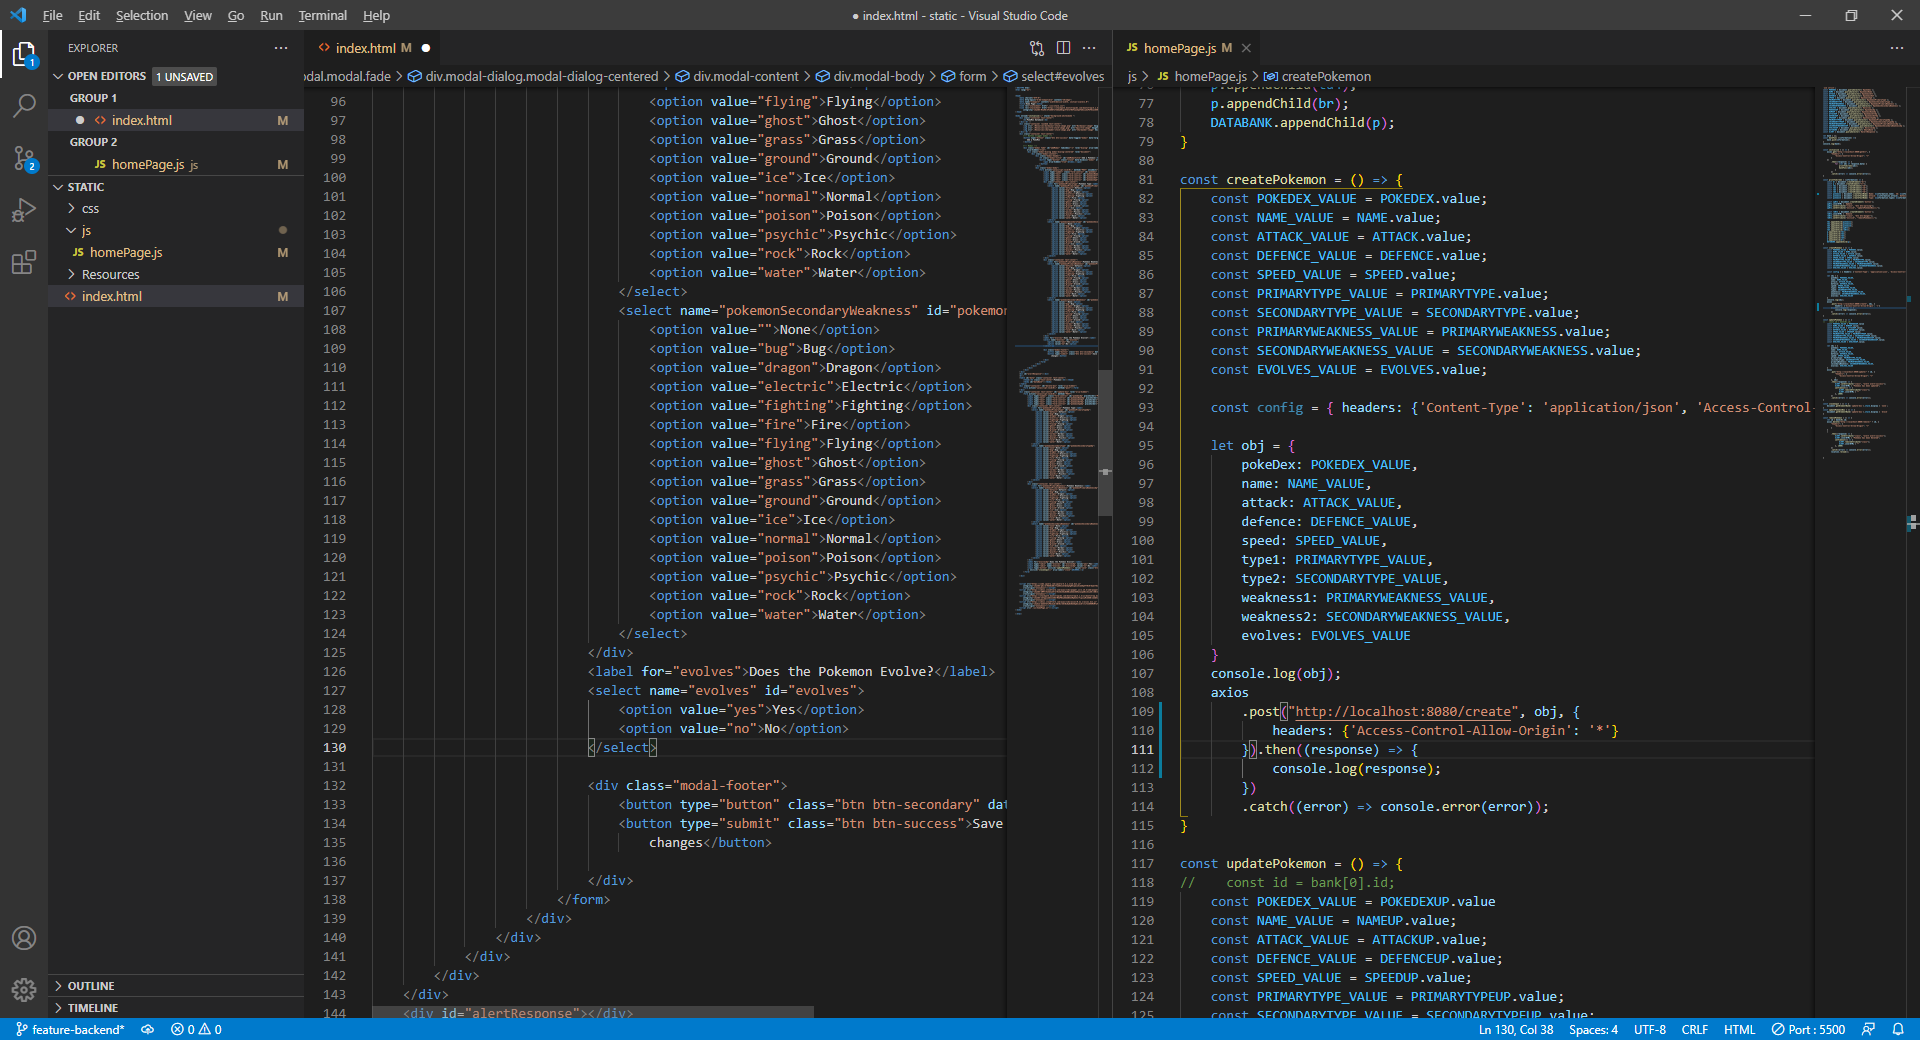 File Edit Selection View Go Run Terminal Help
● index.html - static - Visual Studio Code
EXPLORER
OPEN EDITORS 1 UNSAVED
GROUP 1
index.html M
GROUP 2
homePage.js js M
STATIC
css
js
homePage.js M
Resources
index.html M
OUTLINE
TIMELINE
index.html M
odal.modal.fade > div.modal-dialog.modal-dialog-centered > div.modal-content > div.modal-body > form > select#evolves
96 <option value="flying">Flying</option>
97 <option value="ghost">Ghost</option>
98 <option value="grass">Grass</option>
99 <option value="ground">Ground</option>
100 <option value="ice">Ice</option>
101 <option value="normal">Normal</option>
102 <option value="poison">Poison</option>
103 <option value="psychic">Psychic</option>
104 <option value="rock">Rock</option>
105 <option value="water">Water</option>
106 </select>
107 <select name="pokemonSecondaryWeakness" id="pokemon
108 <option value="">None</option>
109 <option value="bug">Bug</option>
110 <option value="dragon">Dragon</option>
111 <option value="electric">Electric</option>
112 <option value="fighting">Fighting</option>
113 <option value="fire">Fire</option>
114 <option value="flying">Flying</option>
115 <option value="ghost">Ghost</option>
116 <option value="grass">Grass</option>
117 <option value="ground">Ground</option>
118 <option value="ice">Ice</option>
119 <option value="normal">Normal</option>
120 <option value="poison">Poison</option>
121 <option value="psychic">Psychic</option>
122 <option value="rock">Rock</option>
123 <option value="water">Water</option>
124 </select>
125 </div>
126 <label for="evolves">Does the Pokemon Evolve?</label>
127 <select name="evolves" id="evolves">
128 <option value="yes">Yes</option>
129 <option value="no">No</option>
130 </select>
131
132 <div class="modal-footer">
133 <button type="button" class="btn btn-secondary" dat
134 <button type="submit" class="btn btn-success">Save
135 changes</button>
136
137 </div>
138 </form>
139 </div>
140 </div>
141 </div>
142 </div>
143 </div>
144 <div id="alertResponse"></div>
homePage.js M
js > homePage.js > createPokemon
77 p.appendChild(br);
78 DATABANK.appendChild(p);
79 }
80
81 const createPokemon = () => {
82 const POKEDEX_VALUE = POKEDEX.value;
83 const NAME_VALUE = NAME.value;
84 const ATTACK_VALUE = ATTACK.value;
85 const DEFENCE_VALUE = DEFENCE.value;
86 const SPEED_VALUE = SPEED.value;
87 const PRIMARYTYPE_VALUE = PRIMARYTYPE.value;
88 const SECONDARYTYPE_VALUE = SECONDARYTYPE.value;
89 const PRIMARYWEAKNESS_VALUE = PRIMARYWEAKNESS.value;
90 const SECONDARYWEAKNESS_VALUE = SECONDARYWEAKNESS.value;
91 const EVOLVES_VALUE = EVOLVES.value;
92
93 const config = { headers: {'Content-Type': 'application/json', 'Access-Control-
94
95 let obj = {
96 pokeDex: POKEDEX_VALUE,
97 name: NAME_VALUE,
98 attack: ATTACK_VALUE,
99 defence: DEFENCE_VALUE,
100 speed: SPEED_VALUE,
101 type1: PRIMARYTYPE_VALUE,
102 type2: SECONDARYTYPE_VALUE,
103 weakness1: PRIMARYWEAKNESS_VALUE,
104 weakness2: SECONDARYWEAKNESS_VALUE,
105 evolves: EVOLVES_VALUE
106 }
107 console.log(obj);
108 axios
109 .post("http://localhost:8080/create", obj, {
110 headers: {'Access-Control-Allow-Origin': '*'}
111 }).then((response) => {
112 console.log(response);
113 })
114 .catch((error) => console.error(error));
115 }
116
117 const updatePokemon = () => {
118 // const id = bank[0].id;
119 const POKEDEX_VALUE = POKEDEXUP.value
120 const NAME_VALUE = NAMEUP.value;
121 const ATTACK_VALUE = ATTACKUP.value;
122 const DEFENCE_VALUE = DEFENCEUP.value;
123 const SPEED_VALUE = SPEEDUP.value;
124 const PRIMARYTYPE_VALUE = PRIMARYTYPEUP.value;
125 const SECONDARYTYPE_VALUE = SECONDARYTYPEUP.value;
feature-backend* 0 0 Ln 130, Col 38 Spaces: 4 UTF-8 CRLF HTML Port : 5500